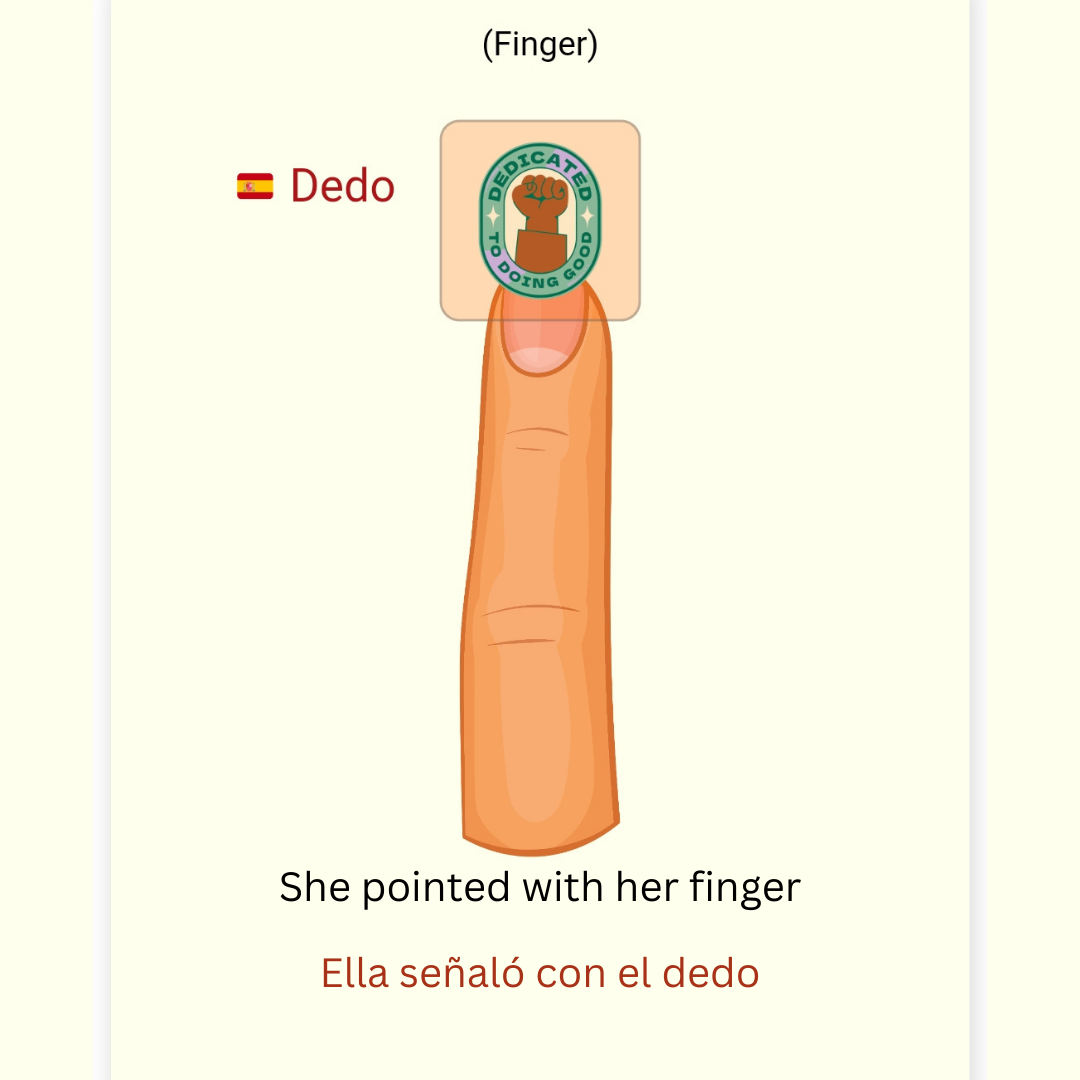 (Finger)
Dedo
DEDICATED
TO DOING GOOD
She pointed with her finger
Ella señaló con el dedo